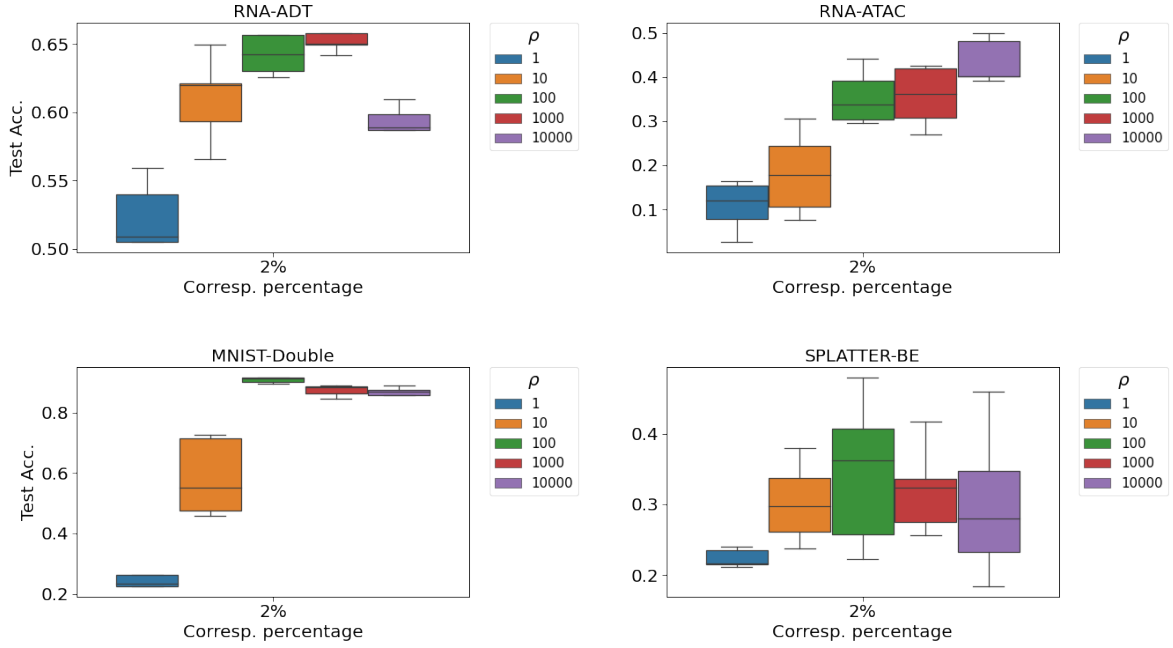 RNA-ADT
Test Acc.
0.65
0.60
0.55
0.50
2%
Corresp. percentage
ρ
1
10
100
1000
10000
RNA-ATAC
0.5
0.4
0.3
0.2
0.1
2%
Corresp. percentage
ρ
1
10
100
1000
10000
MNIST-Double
Test Acc.
0.8
0.6
0.4
0.2
2%
Corresp. percentage
ρ
1
10
100
1000
10000
SPLATTER-BE
0.4
0.3
0.2
2%
Corresp. percentage
ρ
1
10
100
1000
10000